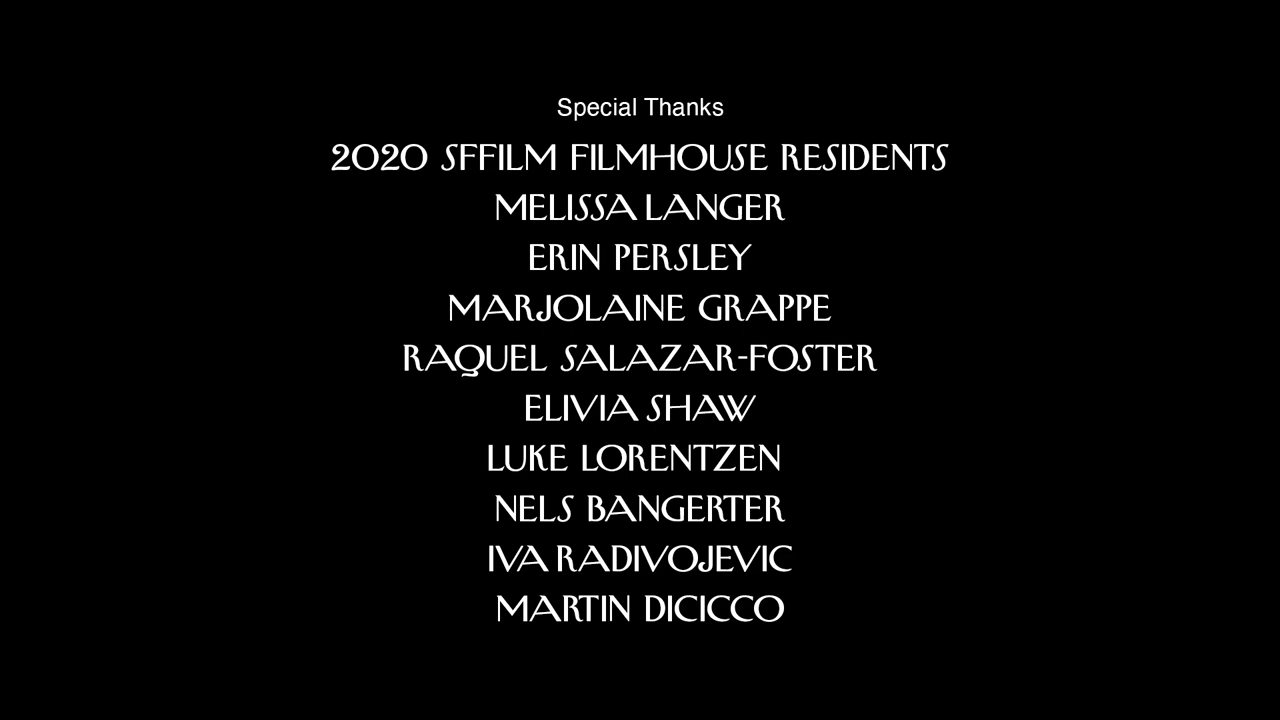 Special Thanks
2020 SFFILM FILMHOUSE RESIDENTS
MELISSA LANGER
ERIN PERSLEY
MARJOLAINE GRAPPE
RAQUEL SALAZAR-FOSTER
ELIVIA SHAW
LUKE LORENTZEN
NELS BANGERTER
IVA RADIVOJEVIC
MARTIN DICICCO